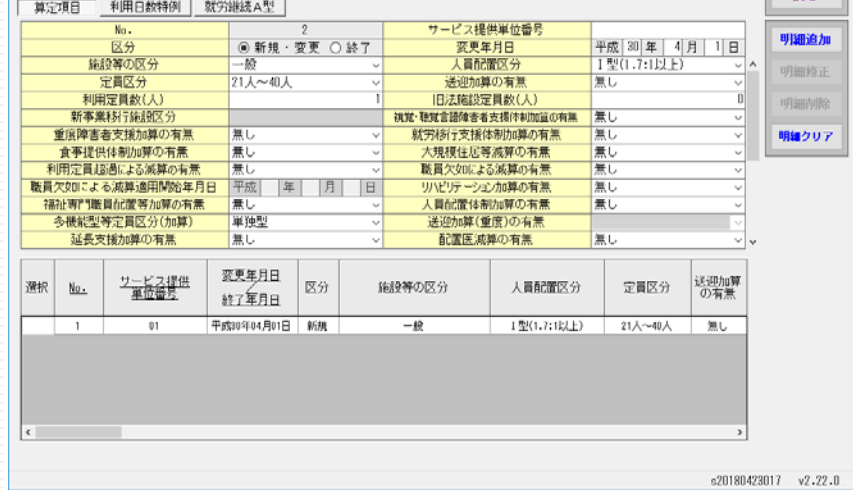 算定項目 利用日数特例 就労継続A型
No. 2 サービス提供単位番号
区分 新規・変更 終了 変更年月日 平成 30 年 4 月 1 日
施設等の区分 一般 人員配置区分 Ⅰ型(1.7:1以上)
定員区分 21人～40人 送迎加算の有無 無し
利用定員数(人) 1 旧法施設定員数(人) 0
新事業移行施設区分 視覚・聴覚言語障害者支援体制加算の有無 無し
重度障害者支援加算の有無 無し 就労移行支援体制加算の有無 無し
食事提供体制加算の有無 無し 大規模住居等減算の有無 無し
利用定員超過による減算の有無 無し 職員欠如による減算の有無 無し
職員欠如による減算適用開始年月日 平成 年 月 日 リハビリテーション加算の有無 無し
福祉専門職員配置等加算の有無 無し 人員配置体制加算の有無 無し
多機能型等定員区分(加算) 単独型 送迎加算(重度)の有無
延長支援加算の有無 無し 配置医減算の有無 無し
明細追加
明細修正
明細削除
明細クリア
選択 No. サービス提供単位番号 変更年月日/終了年月日 区分 施設等の区分 人員配置区分 定員区分 送迎加算の有無
1 01 平成30年04月01日 新規 一般 Ⅰ型(1.7:1以上) 21人～40人 無し
s20180423017 v2.22.0